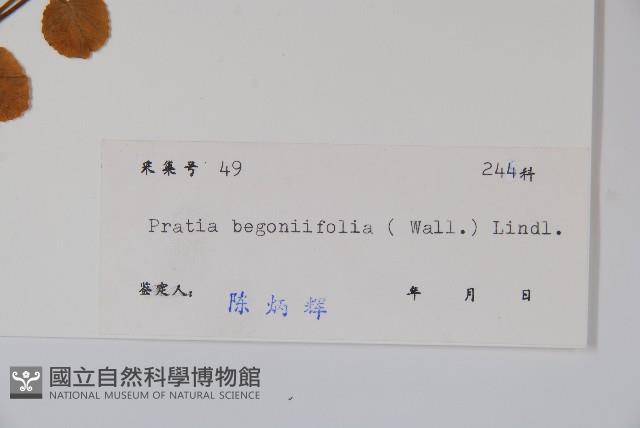 采集号 49 244科
Pratia begoniifolia ( Wall.) Lindl.
鉴定人: 陈炳辉 年 月 日
國立自然科學博物館
NATIONAL MUSEUM OF NATURAL SCIENCE